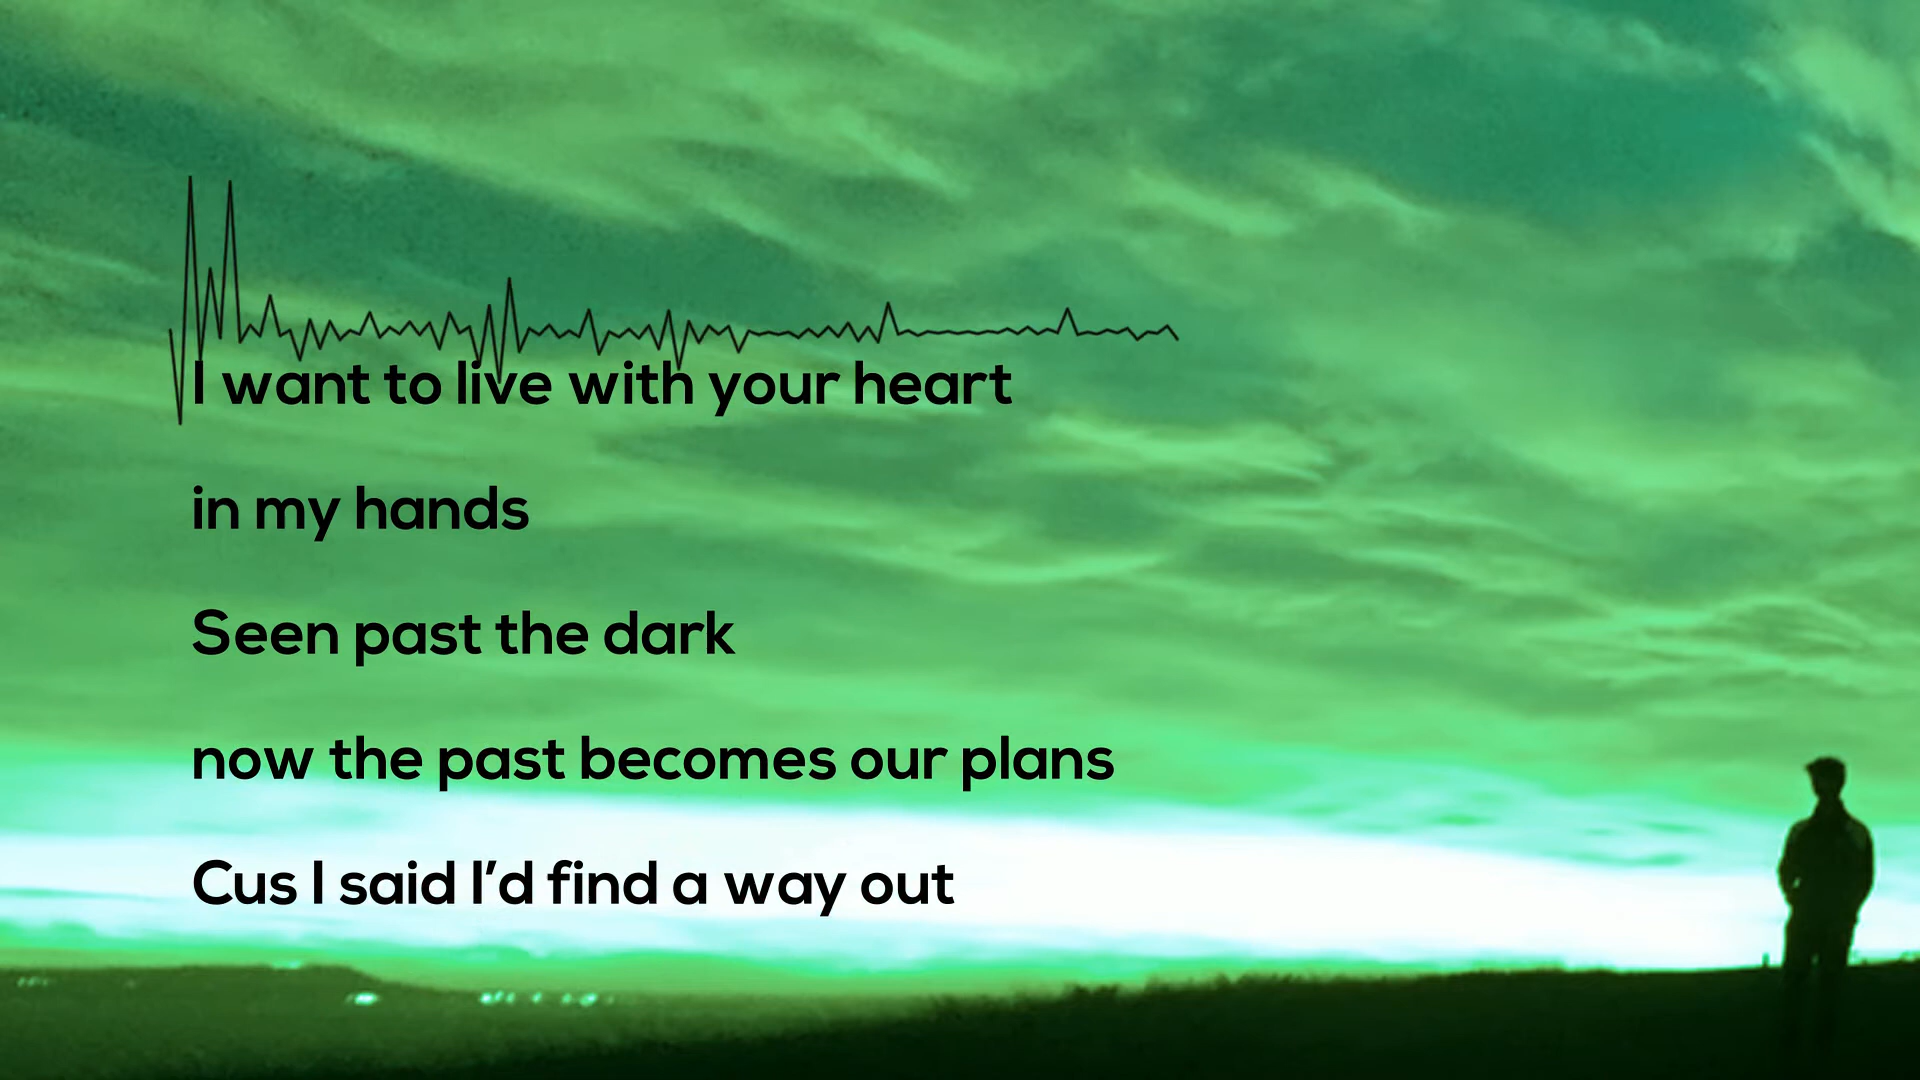 I want to live with your heart
in my hands
Seen past the dark
now the past becomes our plans
Cus I said I’d find a way out